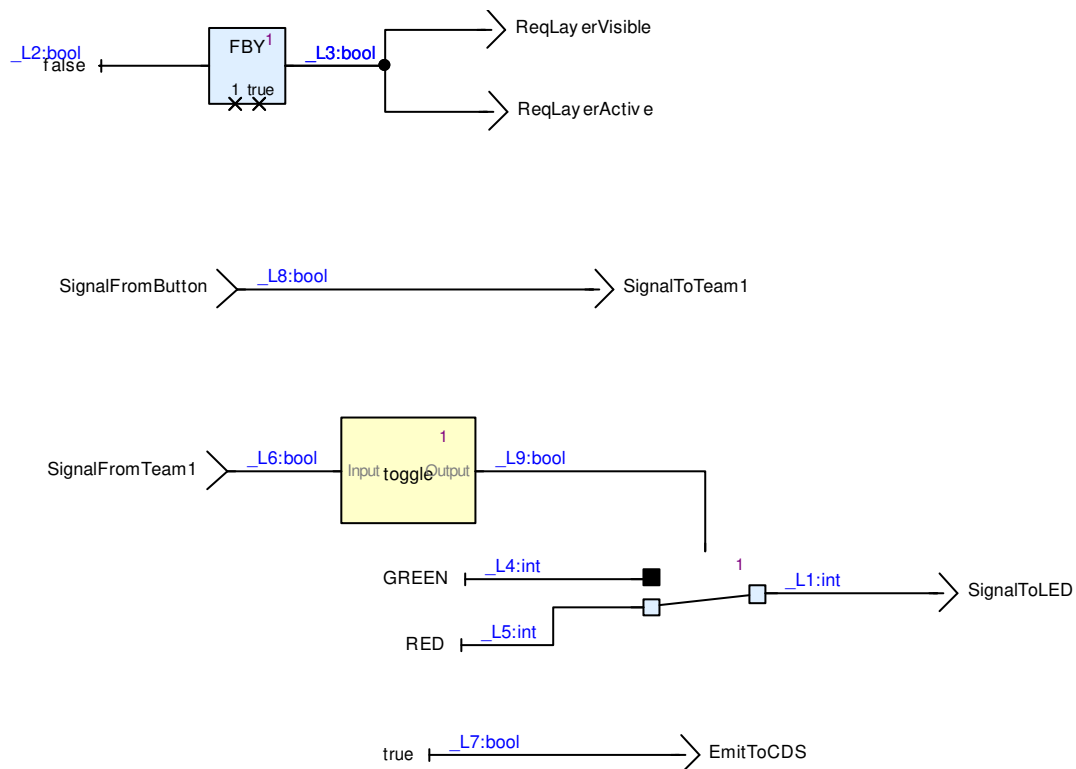 ReqLayerVisible
_L2:bool
false
FBY
1
_L3:bool
1 true
ReqLayerActive
SignalFromButton
_L8:bool
SignalToTeam1
1
SignalFromTeam1
_L6:bool
Input
toggle
Output
_L9:bool
GREEN
_L4:int
1
_L1:int
SignalToLED
RED
_L5:int
true
_L7:bool
EmitToCDS